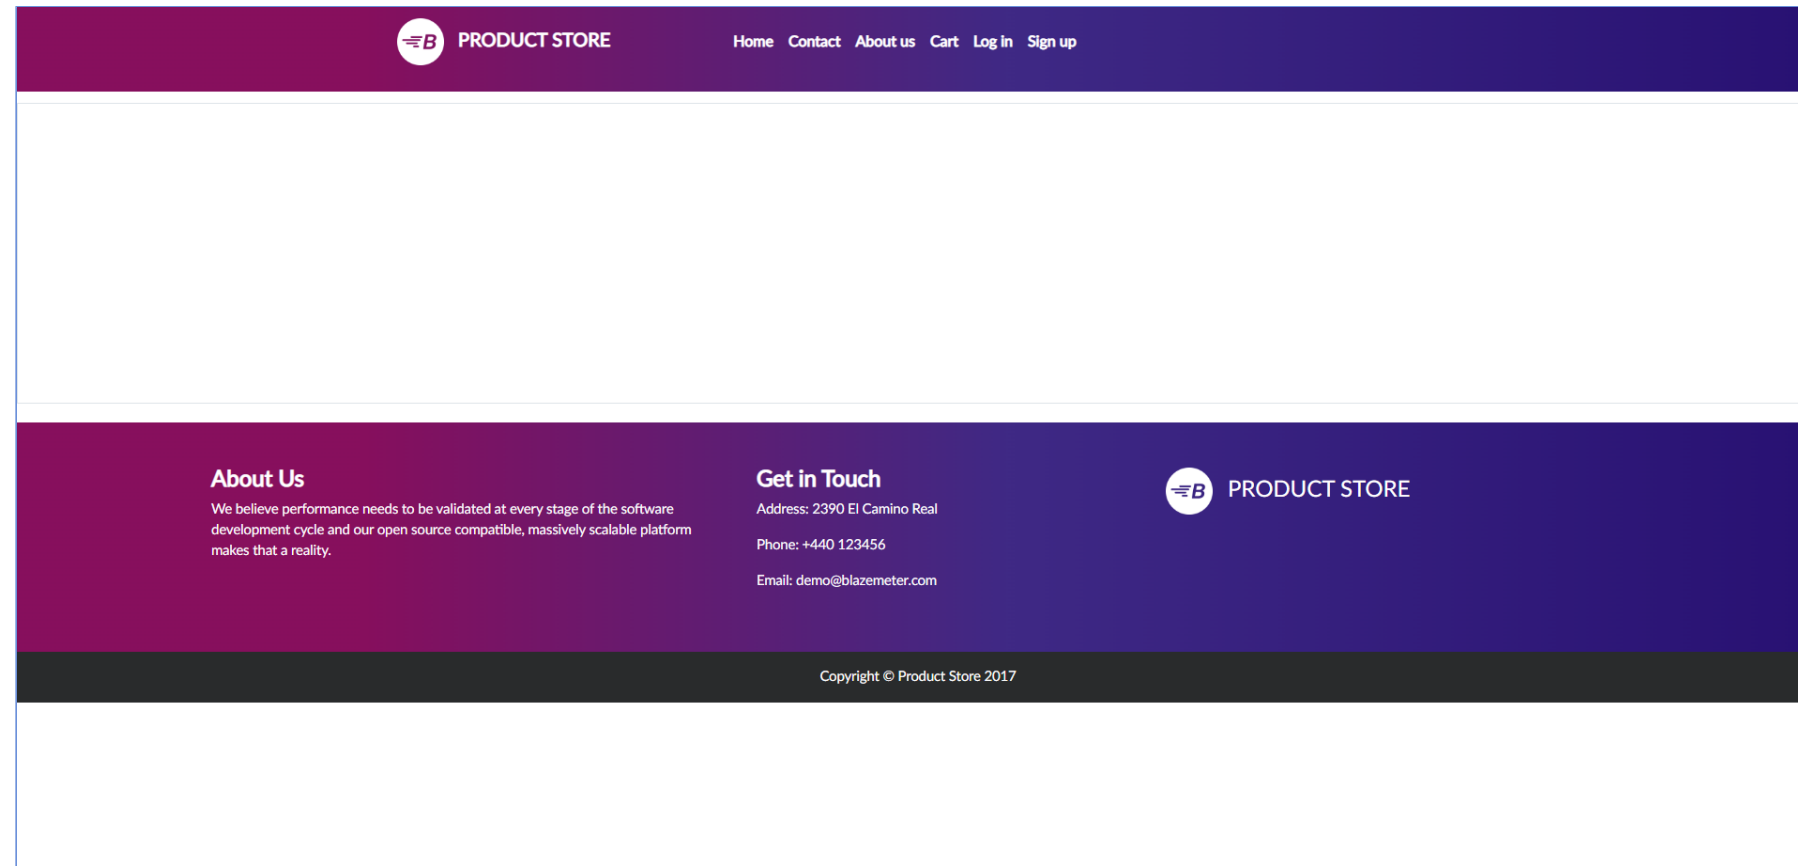 B PRODUCT STORE
Home Contact About us Cart Log in Sign up
About Us
We believe performance needs to be validated at every stage of the software
development cycle and our open source compatible, massively scalable platform
makes that a reality.
Get in Touch
Address: 2390 El Camino Real
Phone: +440 123456
Email: demo@blazemeter.com
B PRODUCT STORE
Copyright © Product Store 2017